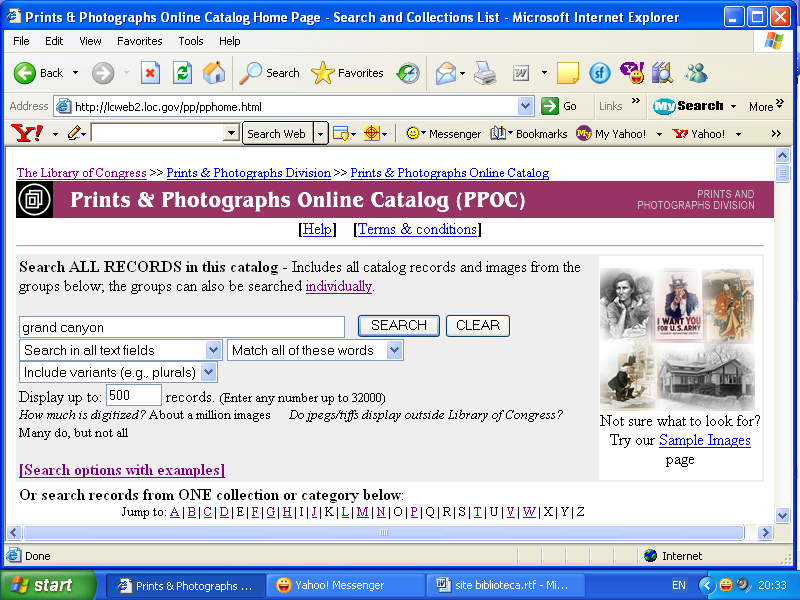 Prints & Photographs Online Catalog Home Page - Search and Collections List - Microsoft Internet Explorer
File Edit View Favorites Tools Help
Back Search Favorites W sf Y!
Address http://lcweb2.loc.gov/pp/pphome.html Go Links » My Search More »
Y! Search Web Messenger Bookmarks My Yahoo! Y? Yahoo! »
The Library of Congress >> Prints & Photographs Division >> Prints & Photographs Online Catalog
Prints & Photographs Online Catalog (PPOC)
PRINTS AND
PHOTOGRAPHS DIVISION
[Help] [Terms & conditions]
Search ALL RECORDS in this catalog - Includes all catalog records and images from the
groups below; the groups can also be searched individually.
grand canyon SEARCH CLEAR
Search in all text fields Match all of these words
Include variants (e.g., plurals)
Display up to: 500 records. (Enter any number up to 32000)
How much is digitized? About a million images Do jpegs/tiffs display outside Library of Congress?
Many do, but not all
[Search options with examples]
I WANT YOU
FOR U.S. ARMY
Not sure what to look for?
Try our Sample Images
page
Or search records from ONE collection or category below:
Jump to: A | B | C | D | E | F | G | H | I | J | K | L | M | N | O | P | Q | R | S | T | U | V | W | X | Y | Z
Done Internet
start Prints & Photographs ... Yahoo! Messenger site biblioteca.rtf - Mi... EN 20:33